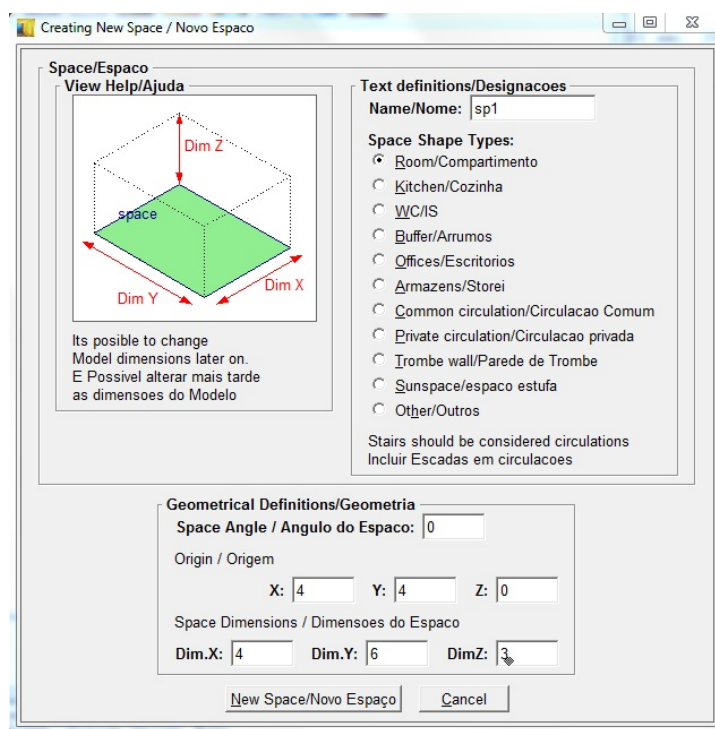 Creating New Space / Novo Espaco
Space/Espaco
View Help/Ajuda
Dim Z
space
Dim Y
Dim X
Its posible to change
Model dimensions later on.
E Possivel alterar mais tarde
as dimensoes do Modelo
Text definitions/Designacoes
Name/Nome: sp1
Space Shape Types:
Room/Compartimento
Kitchen/Cozinha
WC/IS
Buffer/Arrumos
Offices/Escritorios
Armazens/Storei
Common circulation/Circulacao Comum
Private circulation/Circulacao privada
Trombe wall/Parede de Trombe
Sunspace/espaco estufa
Other/Outros
Stairs should be considered circulations
Incluir Escadas em circulacoes
Geometrical Definitions/Geometria
Space Angle / Angulo do Espaco: 0
Origin / Origem
X: 4 Y: 4 Z: 0
Space Dimensions / Dimensoes do Espaco
Dim.X: 4 Dim.Y: 6 DimZ: 3
New Space/Novo Espaço Cancel